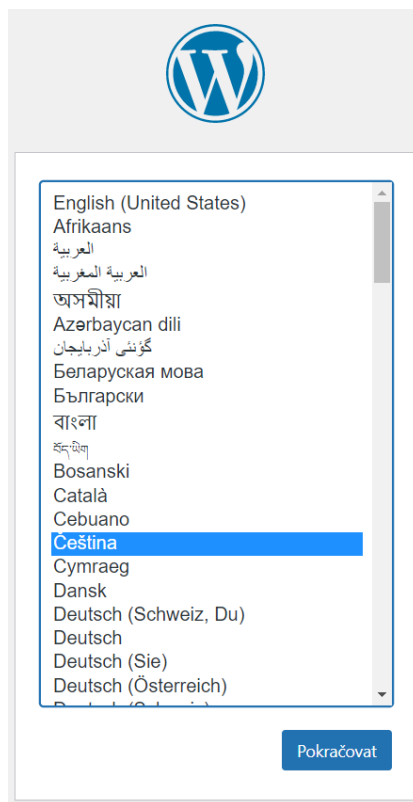 English (United States)
Afrikaans
العربية
العربية المغربية
অসমীয়া
Azərbaycan dili
گؤنئی آذربایجان
Беларуская мова
Български
বাংলা
བོད་ཡིག
Bosanski
Català
Cebuano
Čeština
Cymraeg
Dansk
Deutsch (Schweiz, Du)
Deutsch
Deutsch (Sie)
Deutsch (Österreich)
Pokračovat